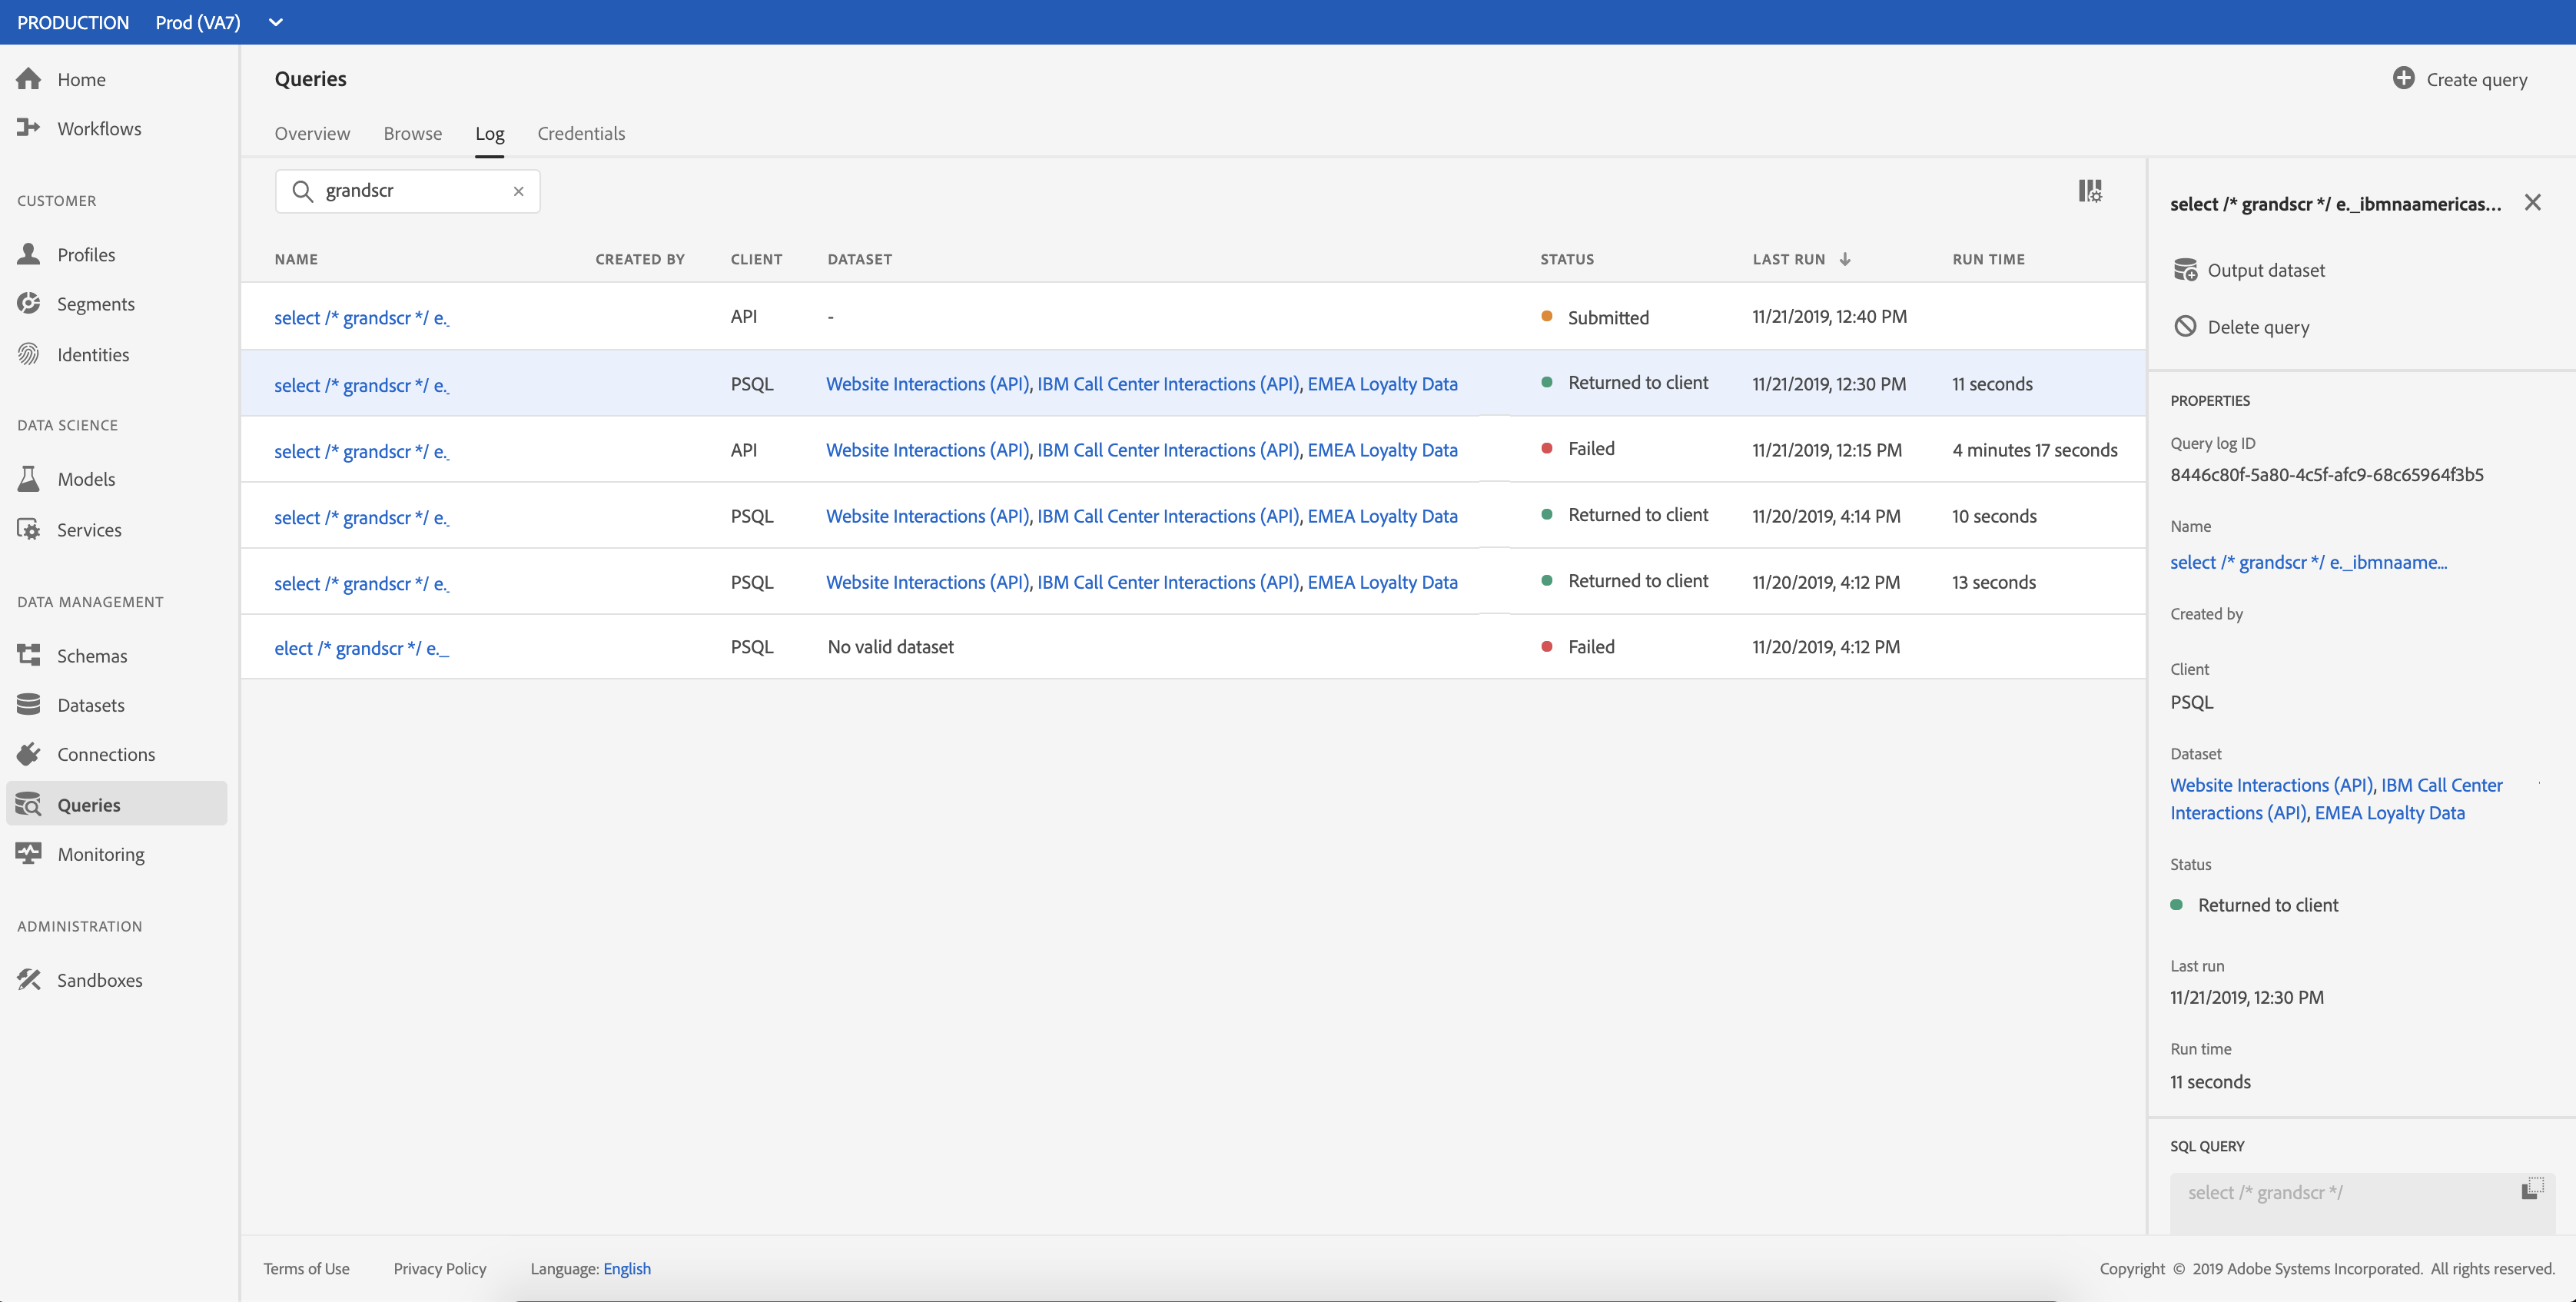 PRODUCTION Prod (VA7)
Home
Workflows
CUSTOMER
Profiles
Segments
Identities
DATA SCIENCE
Models
Services
DATA MANAGEMENT
Schemas
Datasets
Connections
Queries
Monitoring
ADMINISTRATION
Sandboxes
Queries
Create query
Overview Browse Log Credentials
grandscr
NAME CREATED BY CLIENT DATASET STATUS LAST RUN RUN TIME
select /* grandscr */ e._ API - Submitted 11/21/2019, 12:40 PM
select /* grandscr */ e._ PSQL Website Interactions (API), IBM Call Center Interactions (API), EMEA Loyalty Data Returned to client 11/21/2019, 12:30 PM 11 seconds
select /* grandscr */ e._ API Website Interactions (API), IBM Call Center Interactions (API), EMEA Loyalty Data Failed 11/21/2019, 12:15 PM 4 minutes 17 seconds
select /* grandscr */ e._ PSQL Website Interactions (API), IBM Call Center Interactions (API), EMEA Loyalty Data Returned to client 11/20/2019, 4:14 PM 10 seconds
select /* grandscr */ e._ PSQL Website Interactions (API), IBM Call Center Interactions (API), EMEA Loyalty Data Returned to client 11/20/2019, 4:12 PM 13 seconds
elect /* grandscr */ e._ PSQL No valid dataset Failed 11/20/2019, 4:12 PM
select /* grandscr */ e._ibmnaamericas...
Output dataset
Delete query
PROPERTIES
Query log ID
8446c80f-5a80-4c5f-afc9-68c65964f3b5
Name
select /* grandscr */ e._ibmnaame...
Created by
Client
PSQL
Dataset
Website Interactions (API), IBM Call Center
Interactions (API), EMEA Loyalty Data
Status
Returned to client
Last run
11/21/2019, 12:30 PM
Run time
11 seconds
SQL QUERY
select /* grandscr */
Terms of Use Privacy Policy Language: English
Copyright © 2019 Adobe Systems Incorporated. All rights reserved.